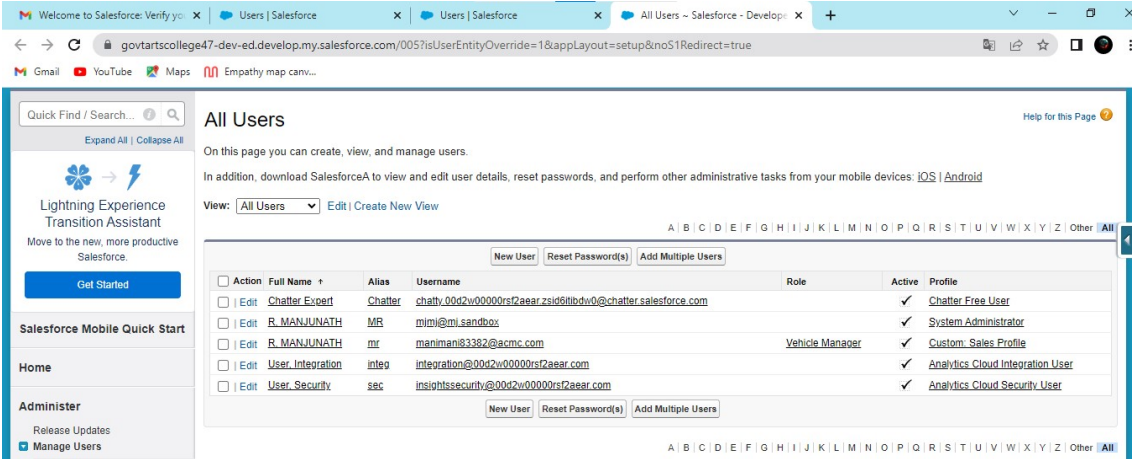 Welcome to Salesforce: Verify yo
Users | Salesforce
Users | Salesforce
All Users ~ Salesforce - Develope
govtartscollege47-dev-ed.develop.my.salesforce.com/005?isUserEntityOverride=1&appLayout=setup&noS1Redirect=true
Gmail YouTube Maps Empathy map canv...
Quick Find / Search...
Expand All | Collapse All
Lightning Experience
Transition Assistant
Move to the new, more productive
Salesforce.
Get Started
Salesforce Mobile Quick Start
Home
Administer
Release Updates
Manage Users
All Users
Help for this Page
On this page you can create, view, and manage users.
In addition, download SalesforceA to view and edit user details, reset passwords, and perform other administrative tasks from your mobile devices: iOS | Android
View: All Users Edit | Create New View
A | B | C | D | E | F | G | H | I | J | K | L | M | N | O | P | Q | R | S | T | U | V | W | X | Y | Z | Other All
New User Reset Password(s) Add Multiple Users
Action Full Name ↑ Alias Username Role Active Profile
| Edit Chatter Expert Chatter chatty.00d2w00000rsf2aear.zsid6itibdw0@chatter.salesforce.com ✓ Chatter Free User
| Edit R. MANJUNATH MR mjmj@mj.sandbox ✓ System Administrator
| Edit R. MANJUNATH mr manimani83382@acmc.com Vehicle Manager ✓ Custom: Sales Profile
| Edit User, Integration integ integration@00d2w00000rsf2aear.com ✓ Analytics Cloud Integration User
| Edit User, Security sec insightssecurity@00d2w00000rsf2aear.com ✓ Analytics Cloud Security User
New User Reset Password(s) Add Multiple Users
A | B | C | D | E | F | G | H | I | J | K | L | M | N | O | P | Q | R | S | T | U | V | W | X | Y | Z | Other All